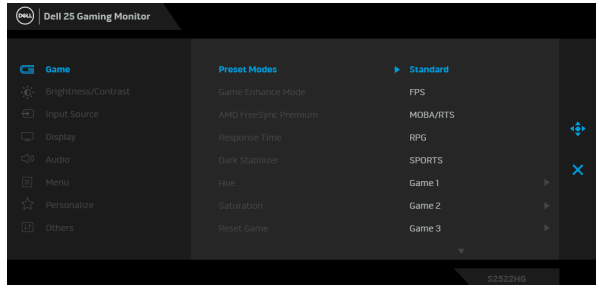 DELL
Dell 25 Gaming Monitor
Game
Brightness/Contrast
Input Source
Display
Audio
Menu
Personalize
Others
Preset Modes
Game Enhance Mode
AMD FreeSync Premium
Response Time
Dark Stabilizer
Hue
Saturation
Reset Game
Standard
FPS
MOBA/RTS
RPG
SPORTS
Game 1
Game 2
Game 3
S2522HG